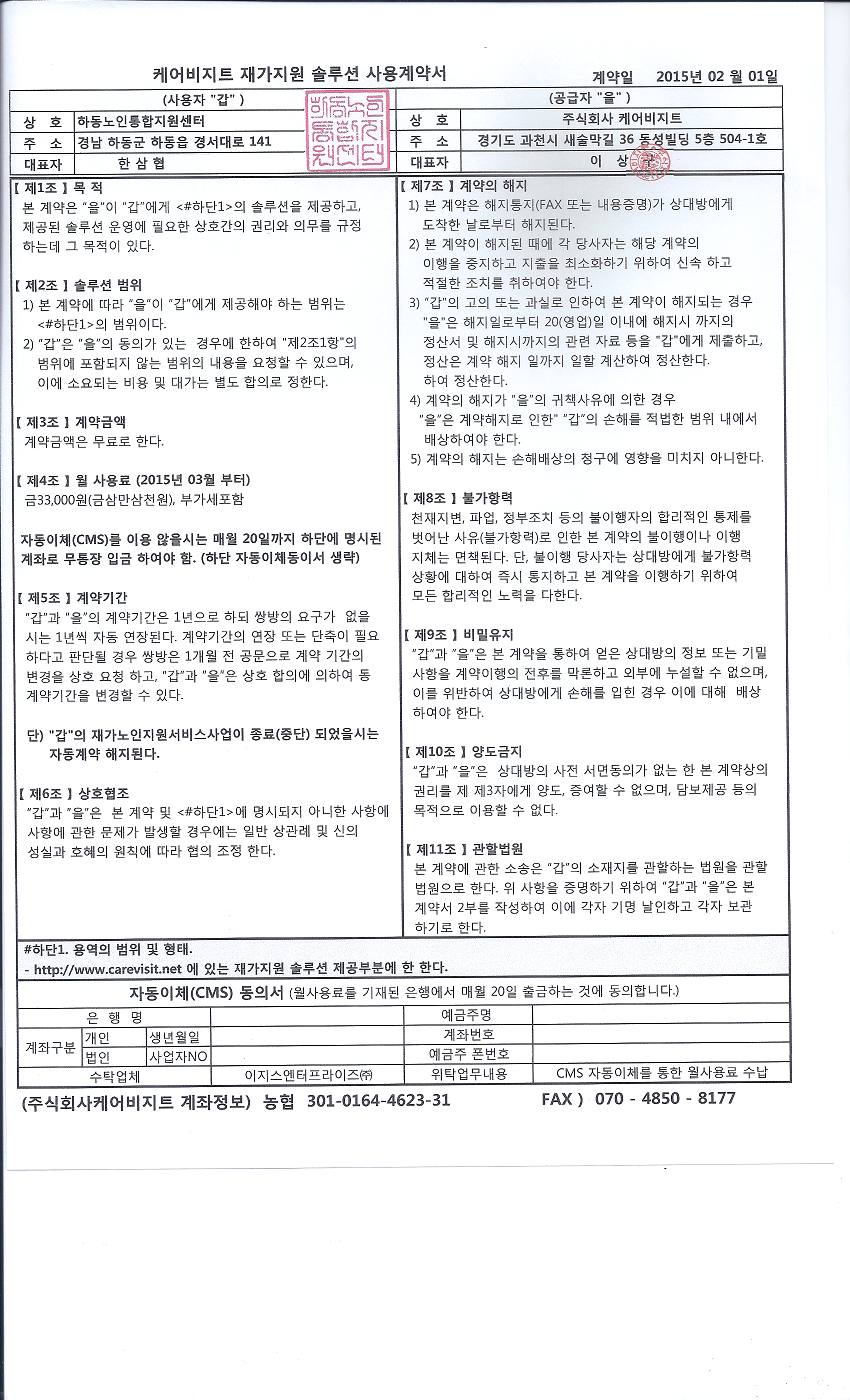 케어비지트 재가지원 솔루션 사용계약서
계약일 2015년 02 월 01일
(사용자 "갑" )
상 호 하동노인통합지원센터
주 소 경남 하동군 하동읍 경서대로 141
대표자 한 삼 협
(공급자 "을" )
상 호 주식회사 케어비지트
주 소 경기도 과천시 새술막길 36 동성빌딩 5층 504-1호
대표자 이 상
【 제1조 】 목 적
본 계약은 "을"이 "갑"에게 <#하단1>의 솔루션을 제공하고,
제공된 솔루션 운영에 필요한 상호간의 권리와 의무를 규정
하는데 그 목적이 있다.
【 제2조 】 솔루션 범위
1) 본 계약에 따라 "을"이 "갑"에게 제공해야 하는 범위는
<#하단1>의 범위이다.
2) "갑"은 "을"의 동의가 있는 경우에 한하여 "제2조1항"의
범위에 포함되지 않는 범위의 내용을 요청할 수 있으며,
이에 소요되는 비용 및 대가는 별도 합의로 정한다.
【 제3조 】 계약금액
계약금액은 무료로 한다.
【 제4조 】 월 사용료 (2015년 03월 부터)
금33,000원(금삼만삼천원), 부가세포함
자동이체(CMS)를 이용 않을시는 매월 20일까지 하단에 명시된
계좌로 무통장 입금 하여야 함. (하단 자동이체동이서 생략)
【 제5조 】 계약기간
"갑"과 "을"의 계약기간은 1년으로 하되 쌍방의 요구가 없을
시는 1년씩 자동 연장된다. 계약기간의 연장 또는 단축이 필요
하다고 판단될 경우 쌍방은 1개월 전 공문으로 계약 기간의
변경을 상호 요청 하고, "갑"과 "을"은 상호 합의에 의하여 동
계약기간을 변경할 수 있다.
단) "갑"의 재가노인지원서비스사업이 종료(중단) 되었을시는
자동계약 해지된다.
【 제6조 】 상호협조
"갑"과 "을"은 본 계약 및 <#하단1>에 명시되지 아니한 사항에
사항에 관한 문제가 발생할 경우에는 일반 상관례 및 신의
성실과 호혜의 원칙에 따라 협의 조정 한다.
【 제7조 】 계약의 해지
1) 본 계약은 해지통지(FAX 또는 내용증명)가 상대방에게
도착한 날로부터 해지된다.
2) 본 계약이 해지된 때에 각 당사자는 해당 계약의
이행을 중지하고 지출을 최소화하기 위하여 신속 하고
적절한 조치를 취하여야 한다.
3) "갑"의 고의 또는 과실로 인하여 본 계약이 해지되는 경우
"을"은 해지일로부터 20(영업)일 이내에 해지시 까지의
정산서 및 해지시까지의 관련 자료 등을 "갑"에게 제출하고,
정산은 계약 해지 일까지 일할 계산하여 정산한다.
하여 정산한다.
4) 계약의 해지가 "을"의 귀책사유에 의한 경우
"을"은 계약해지로 인한" "갑"의 손해를 적법한 범위 내에서
배상하여야 한다.
5) 계약의 해지는 손해배상의 청구에 영향을 미치지 아니한다.
【 제8조 】 불가항력
천재지변, 파업, 정부조치 등의 불이행자의 합리적인 통제를
벗어난 사유(불가항력)로 인한 본 계약의 불이행이나 이행
지체는 면책된다. 단, 불이행 당사자는 상대방에게 불가항력
상황에 대하여 즉시 통지하고 본 계약을 이행하기 위하여
모든 합리적인 노력을 다한다.
【 제9조 】 비밀유지
"갑"과 "을"은 본 계약을 통하여 얻은 상대방의 정보 또는 기밀
사항을 계약이행의 전후를 막론하고 외부에 누설할 수 없으며,
이를 위반하여 상대방에게 손해를 입힌 경우 이에 대해 배상
하여야 한다.
【 제10조 】 양도금지
"갑"과 "을"은 상대방의 사전 서면동의가 없는 한 본 계약상의
권리를 제 제3자에게 양도, 증여할 수 없으며, 담보제공 등의
목적으로 이용할 수 없다.
【 제11조 】 관할법원
본 계약에 관한 소송은 "갑"의 소재지를 관할하는 법원을 관할
법원으로 한다. 위 사항을 증명하기 위하여 "갑"과 "을"은 본
계약서 2부를 작성하여 이에 각자 기명 날인하고 각자 보관
하기로 한다.
#하단1. 용역의 범위 및 형태.
- http://www.carevisit.net 에 있는 재가지원 솔루션 제공부분에 한 한다.
자동이체(CMS) 동의서 (월사용료를 기재된 은행에서 매월 20일 출금하는 것에 동의합니다.)
은 행 명 예금주명
계좌구분 개인 생년월일 계좌번호
법인 사업자NO 예금주 폰번호
수탁업체 이지스엔터프라이즈㈜ 위탁업무내용 CMS 자동이체를 통한 월사용료 수납
(주식회사케어비지트 계좌정보) 농협 301-0164-4623-31 FAX ) 070 - 4850 - 8177